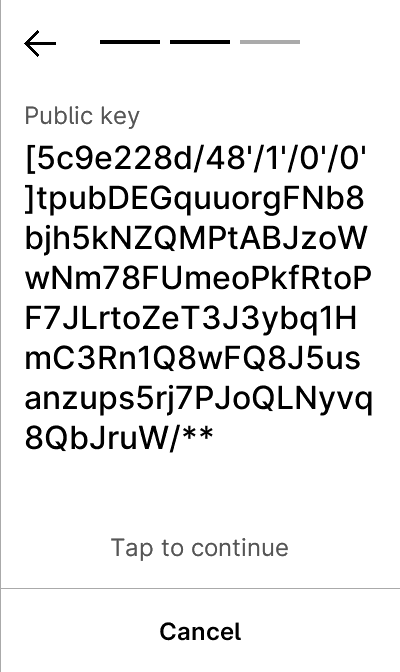 Public key
[5c9e228d/48'/1'/0'/0'
]tpubDEGquuorgFNb8
bjh5kNZQMPtABJzoW
wNm78FUmeoPkfRtoP
F7JLrtoZeT3J3ybq1H
mC3Rn1Q8wFQ8J5us
anzups5rj7PJoQLNyvq
8QbJruW/**
Tap to continue
Cancel